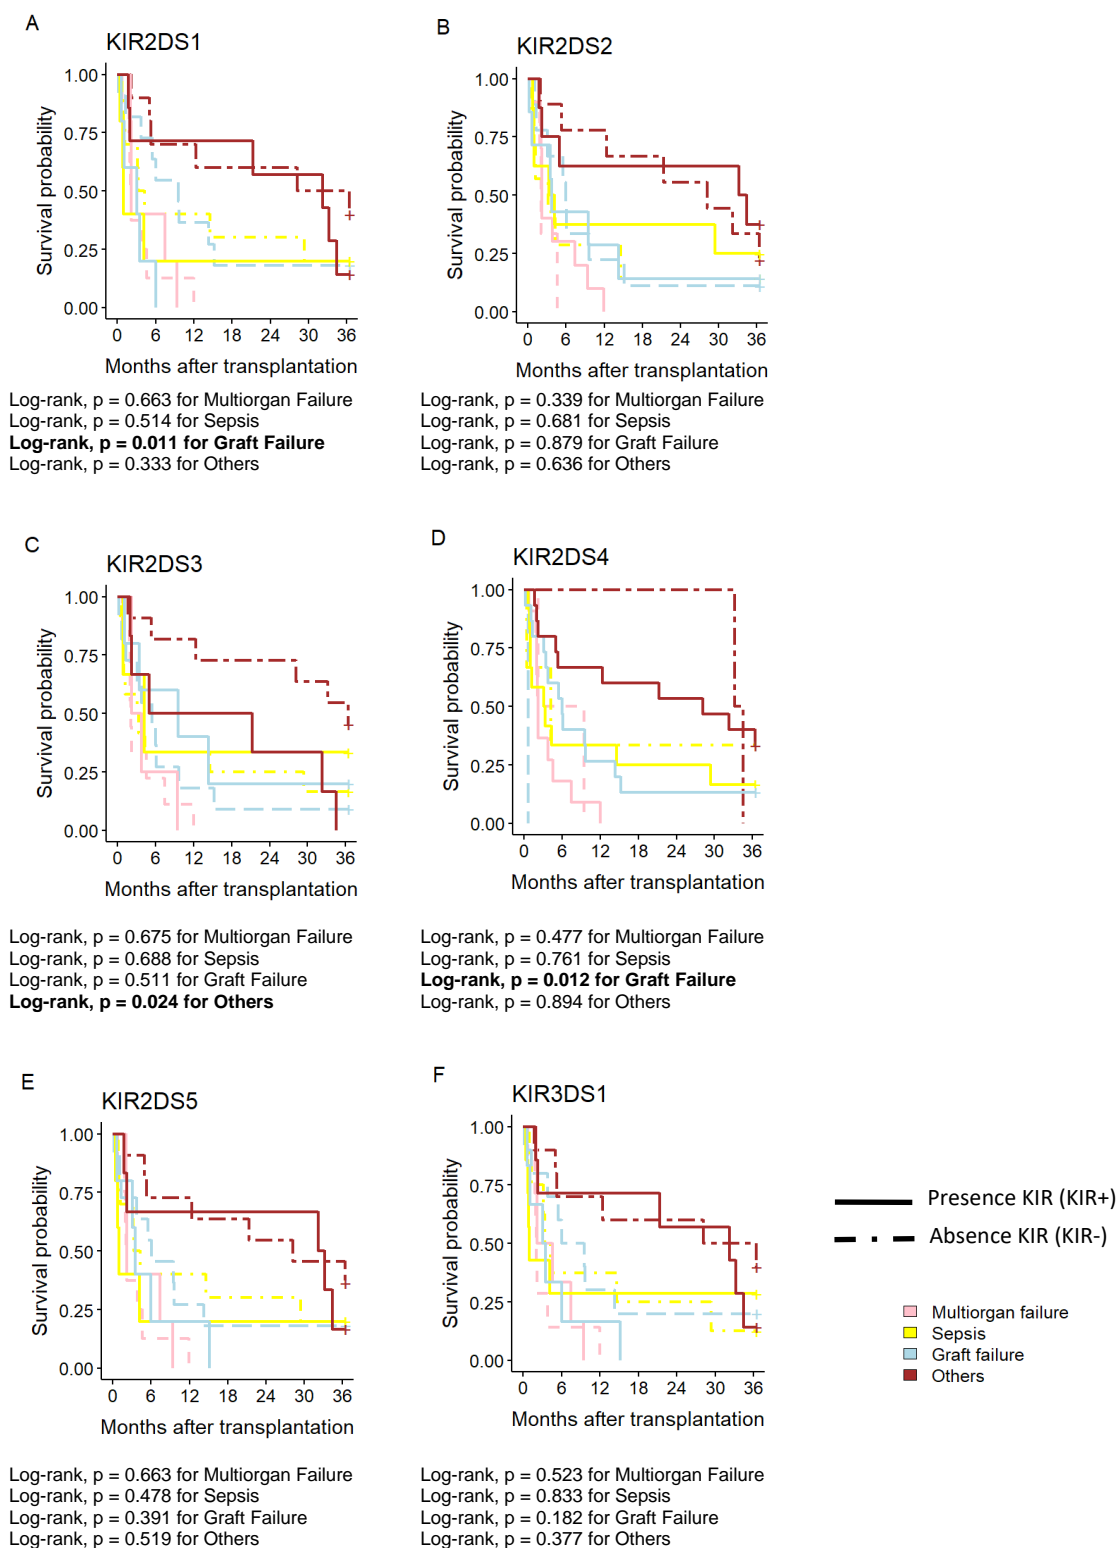 A
KIR2DS1
1.00
0.75
0.50
0.25
0.00
Survival probability
0 6 12 18 24 30 36
Months after transplantation
Log-rank, p = 0.663 for Multiorgan Failure
Log-rank, p = 0.514 for Sepsis
Log-rank, p = 0.011 for Graft Failure
Log-rank, p = 0.333 for Others
B
KIR2DS2
1.00
0.75
0.50
0.25
0.00
Survival probability
0 6 12 18 24 30 36
Months after transplantation
Log-rank, p = 0.339 for Multiorgan Failure
Log-rank, p = 0.681 for Sepsis
Log-rank, p = 0.879 for Graft Failure
Log-rank, p = 0.636 for Others
C
KIR2DS3
1.00
0.75
0.50
0.25
0.00
Survival probability
0 6 12 18 24 30 36
Months after transplantation
Log-rank, p = 0.675 for Multiorgan Failure
Log-rank, p = 0.688 for Sepsis
Log-rank, p = 0.511 for Graft Failure
Log-rank, p = 0.024 for Others
D
KIR2DS4
1.00
0.75
0.50
0.25
0.00
Survival probability
0 6 12 18 24 30 36
Months after transplantation
Log-rank, p = 0.477 for Multiorgan Failure
Log-rank, p = 0.761 for Sepsis
Log-rank, p = 0.012 for Graft Failure
Log-rank, p = 0.894 for Others
E
KIR2DS5
1.00
0.75
0.50
0.25
0.00
Survival probability
0 6 12 18 24 30 36
Months after transplantation
Log-rank, p = 0.663 for Multiorgan Failure
Log-rank, p = 0.478 for Sepsis
Log-rank, p = 0.391 for Graft Failure
Log-rank, p = 0.519 for Others
F
KIR3DS1
1.00
0.75
0.50
0.25
0.00
Survival probability
0 6 12 18 24 30 36
Months after transplantation
Log-rank, p = 0.523 for Multiorgan Failure
Log-rank, p = 0.833 for Sepsis
Log-rank, p = 0.182 for Graft Failure
Log-rank, p = 0.377 for Others
Presence KIR (KIR+)
Absence KIR (KIR-)
Multiorgan failure
Sepsis
Graft failure
Others